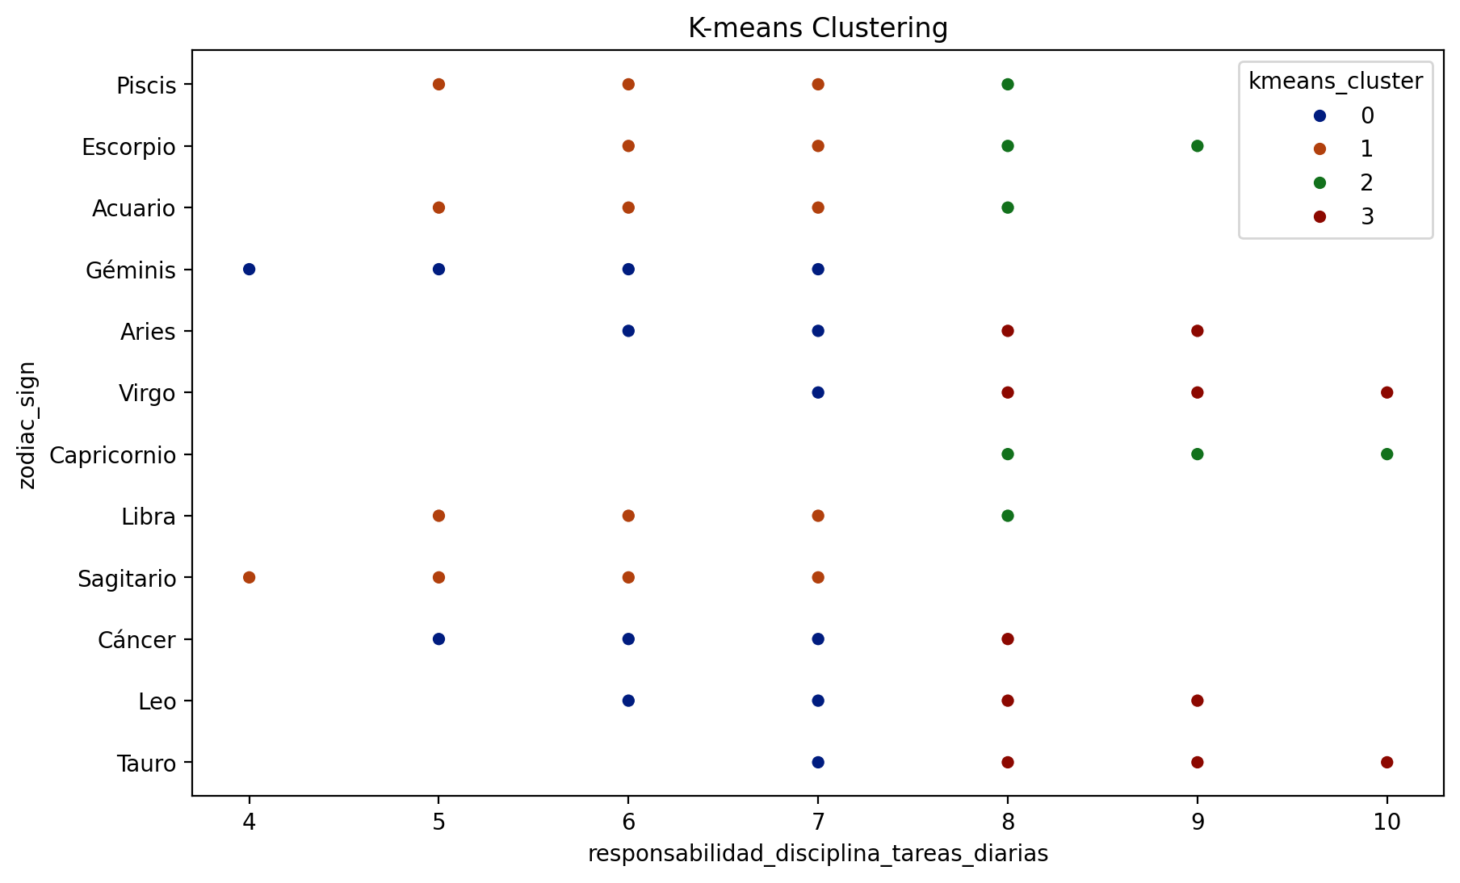 K-means Clustering
kmeans_cluster
0
1
2
3
zodiac_sign
Piscis
Escorpio
Acuario
Géminis
Aries
Virgo
Capricornio
Libra
Sagitario
Cáncer
Leo
Tauro
4 5 6 7 8 9 10
responsabilidad_disciplina_tareas_diarias